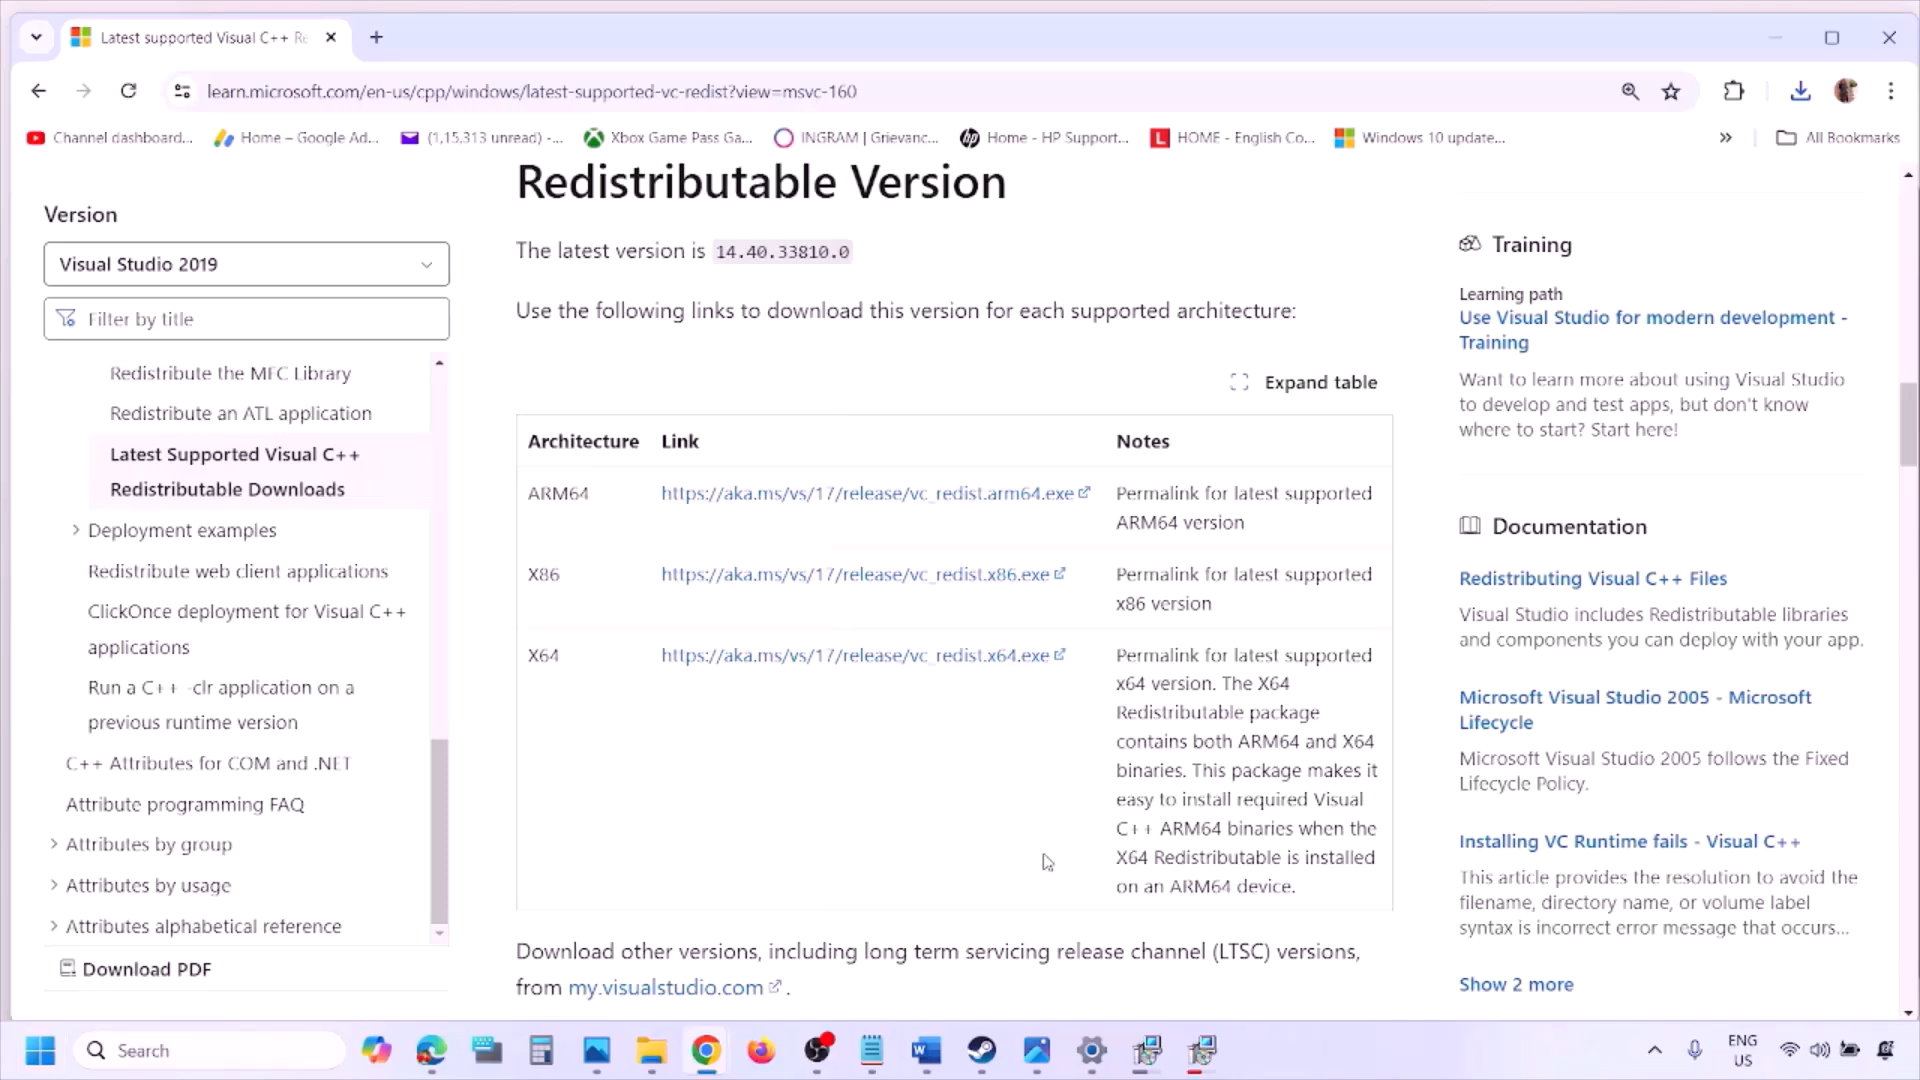 Latest supported Visual C++ Re
learn.microsoft.com/en-us/cpp/windows/latest-supported-vc-redist?view=msvc-160
Channel dashboard...
Home – Google Ad...
(1,15,313 unread) -...
Xbox Game Pass Ga...
INGRAM | Grievanc...
Home - HP Support...
HOME - English Co...
Windows 10 update...
All Bookmarks
Version
Visual Studio 2019
Filter by title
Redistribute the MFC Library
Redistribute an ATL application
Latest Supported Visual C++
Redistributable Downloads
Deployment examples
Redistribute web client applications
ClickOnce deployment for Visual C++
applications
Run a C++ -clr application on a
previous runtime version
C++ Attributes for COM and .NET
Attribute programming FAQ
Attributes by group
Attributes by usage
Attributes alphabetical reference
Download PDF
Redistributable Version
The latest version is 14.40.33810.0
Use the following links to download this version for each supported architecture:
Expand table
Architecture Link Notes
ARM64 https://aka.ms/vs/17/release/vc_redist.arm64.exe Permalink for latest supported
ARM64 version
X86 https://aka.ms/vs/17/release/vc_redist.x86.exe Permalink for latest supported
x86 version
X64 https://aka.ms/vs/17/release/vc_redist.x64.exe Permalink for latest supported
x64 version. The X64
Redistributable package
contains both ARM64 and X64
binaries. This package makes it
easy to install required Visual
C++ ARM64 binaries when the
X64 Redistributable is installed
on an ARM64 device.
Download other versions, including long term servicing release channel (LTSC) versions,
from my.visualstudio.com .
Training
Learning path
Use Visual Studio for modern development -
Training
Want to learn more about using Visual Studio
to develop and test apps, but don't know
where to start? Start here!
Documentation
Redistributing Visual C++ Files
Visual Studio includes Redistributable libraries
and components you can deploy with your app.
Microsoft Visual Studio 2005 - Microsoft
Lifecycle
Microsoft Visual Studio 2005 follows the Fixed
Lifecycle Policy.
Installing VC Runtime fails - Visual C++
This article provides the resolution to avoid the
filename, directory name, or volume label
syntax is incorrect error message that occurs...
Show 2 more
Search
ENG
US